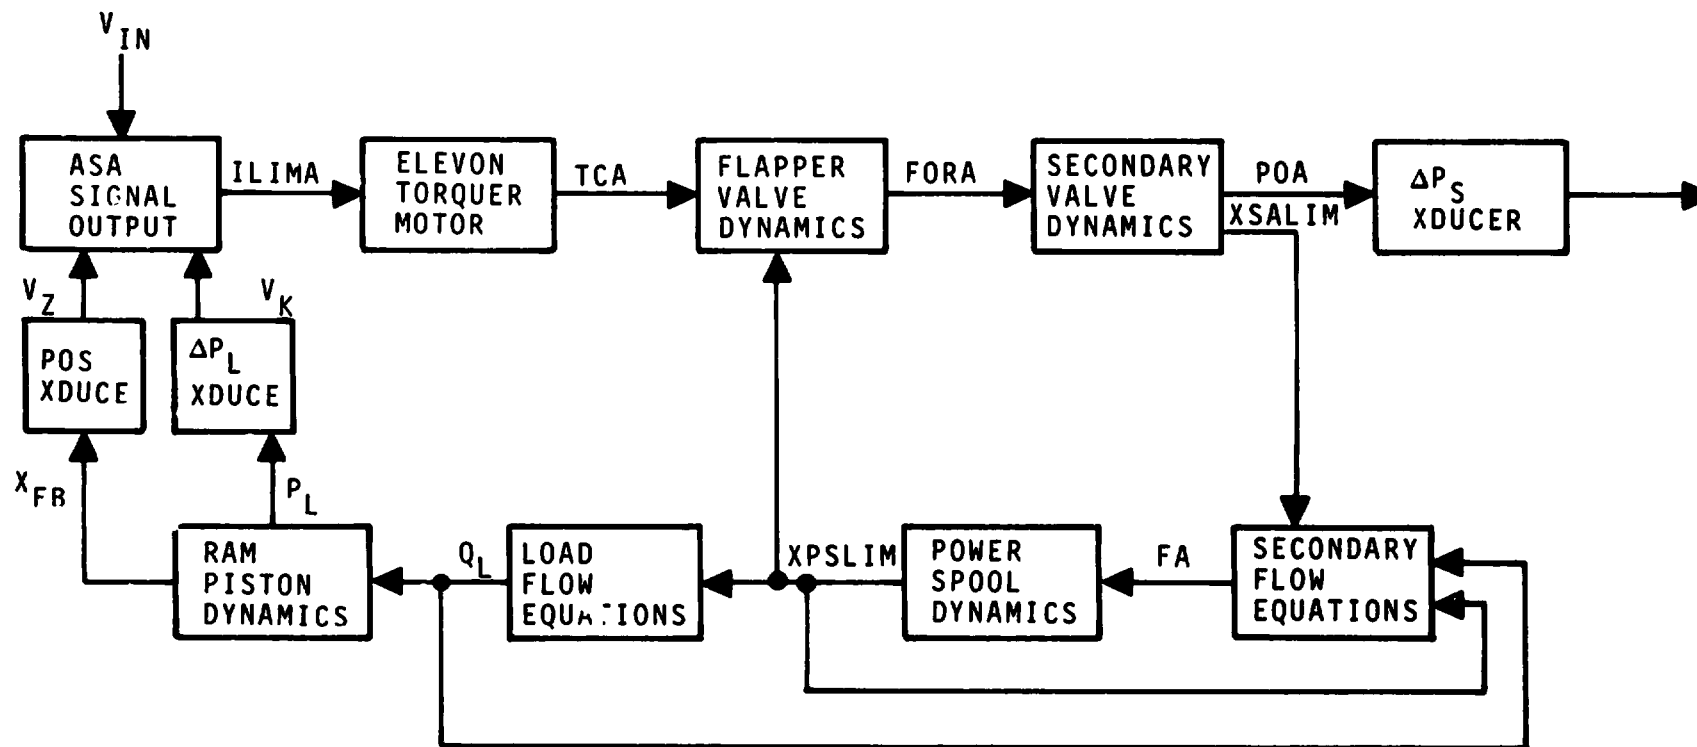 V IN
ASA
SIGNAL
OUTPUT
ILIMA
ELEVON
TORQUER
MOTOR
TCA
FLAPPER
VALVE
DYNAMICS
FORA
SECONDARY
VALVE
DYNAMICS
POA
XSALIM
ΔP S
XDUCER
V Z
V K
POS
XDUCE
ΔP L
XDUCE
X FB
P L
RAM
PISTON
DYNAMICS
Q L
LOAD
FLOW
EQUATIONS
XPSLIM
POWER
SPOOL
DYNAMICS
FA
SECONDARY
FLOW
EQUATIONS